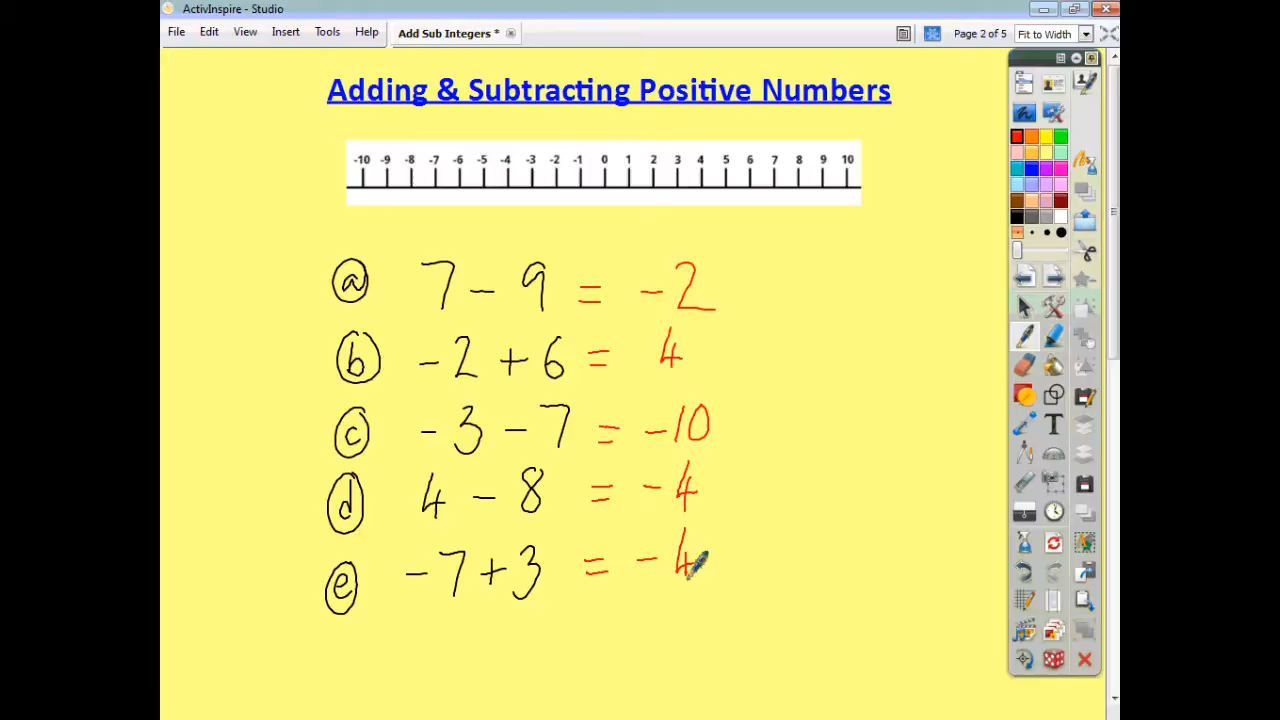 ActivInspire - Studio
File Edit View Insert Tools Help Add Sub Integers * Page 2 of 5 Fit to Width
Adding & Subtracting Positive Numbers
-10 -9 -8 -7 -6 -5 -4 -3 -2 -1 0 1 2 3 4 5 6 7 8 9 10
a 7 - 9 = -2
b -2 + 6 = 4
c -3 - 7 = -10
d 4 - 8 = -4
e -7 + 3 = -4